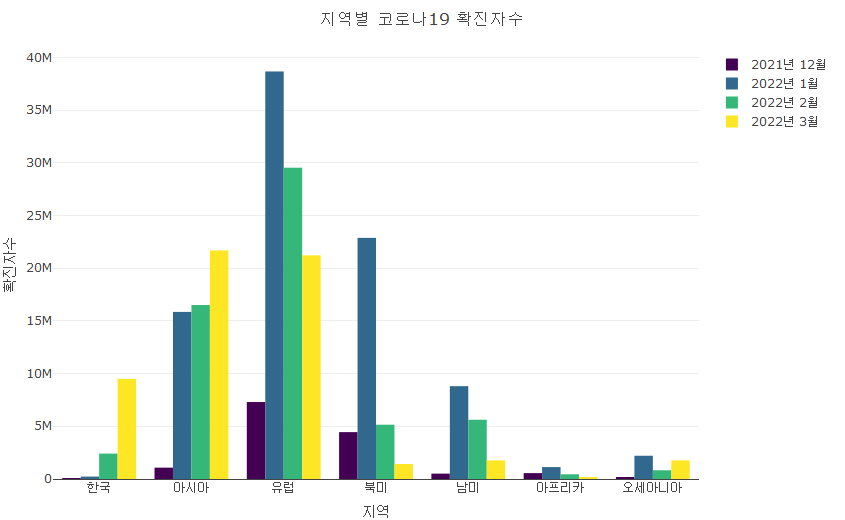 지역별 코로나19 확진자수
40M
35M
30M
25M
20M
15M
10M
5M
0
확진자수
한국 아시아 유럽 북미 남미 아프리카 오세아니아
지역
2021년 12월
2022년 1월
2022년 2월
2022년 3월